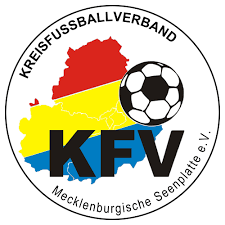 KREISFUSSBALLVERBAND
KFV
Mecklenburgische Seenplatte e.V.